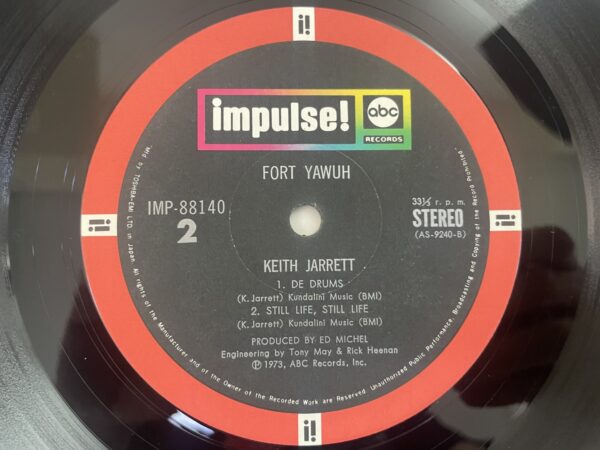 i!
impulse!
abc
RECORDS
FORT YAWUH
IMP-88140
2
33⅓ r. p. m.
STEREO
(AS-9240-B)
KEITH JARRETT
1. DE DRUMS
(K. Jarrett) Kundalini Music (BMI)
2. STILL LIFE, STILL LIFE
(K. Jarrett) Kundalini Music (BMI)
PRODUCED BY ED MICHEL
Engineering by Tony May & Rick Heenan
Ⓟ 1973, ABC Records, Inc.
i!
i!
i!
Mfd by TOSHIBA-EMI LTD. in Japan. All rights of the Manufacturer and of the Owner of the Recorded Work are Reserved. Unauthorized Public Performance, Broadcasting and Copying of the Record Prohibited.